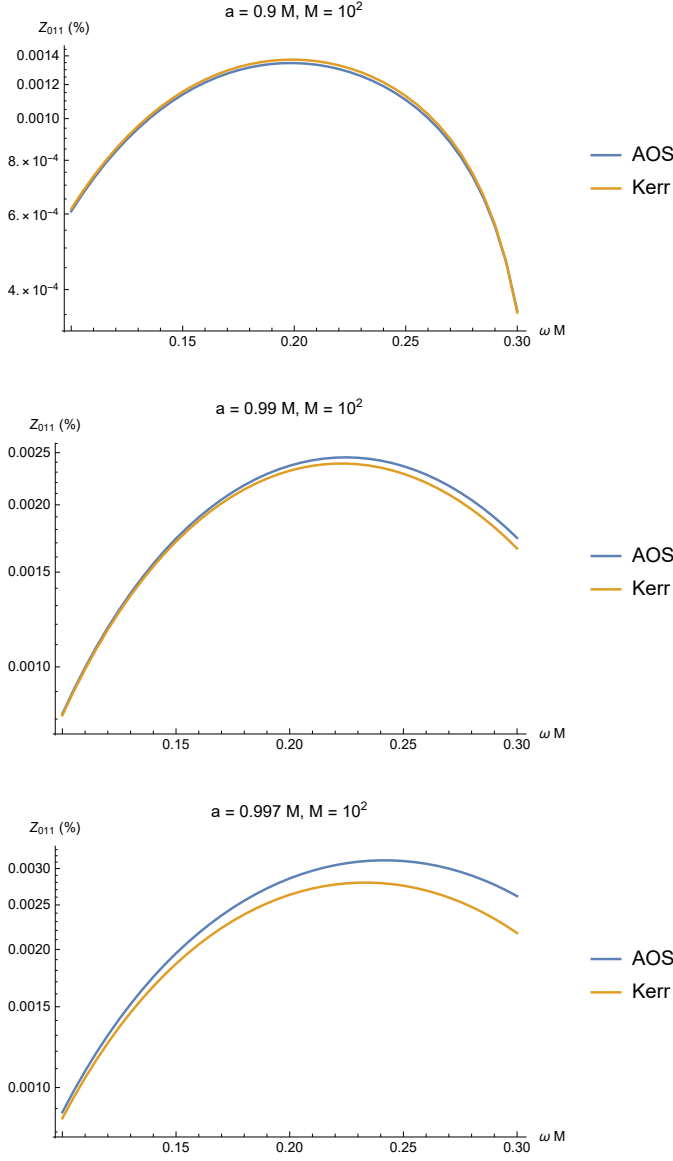 a = 0.9 M, M = 10²
Z₀₁₁ (%)
0.0014
0.0012
0.0010
8. × 10⁻⁴
6. × 10⁻⁴
4. × 10⁻⁴
0.15 0.20 0.25 0.30 ω M
AOS
Kerr
a = 0.99 M, M = 10²
Z₀₁₁ (%)
0.0025
0.0020
0.0015
0.0010
0.15 0.20 0.25 0.30 ω M
AOS
Kerr
a = 0.997 M, M = 10²
Z₀₁₁ (%)
0.0030
0.0025
0.0020
0.0015
0.0010
0.15 0.20 0.25 0.30 ω M
AOS
Kerr